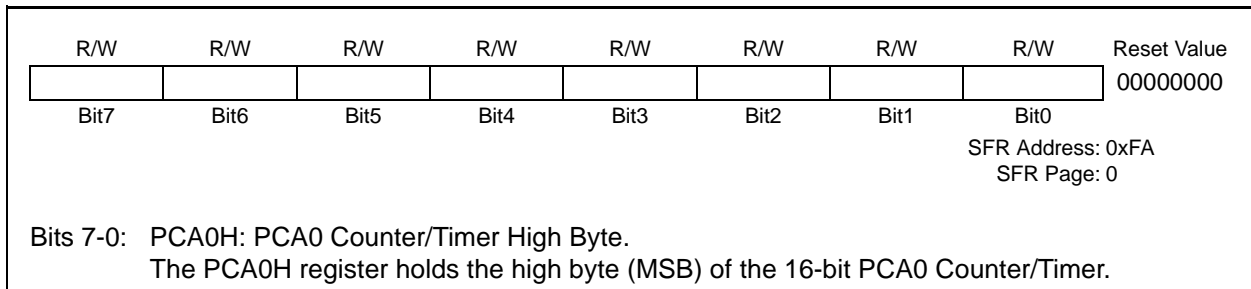 R/W R/W R/W R/W R/W R/W R/W R/W Reset Value
00000000
Bit7 Bit6 Bit5 Bit4 Bit3 Bit2 Bit1 Bit0
SFR Address: 0xFA
SFR Page: 0
Bits 7-0: PCA0H: PCA0 Counter/Timer High Byte.
The PCA0H register holds the high byte (MSB) of the 16-bit PCA0 Counter/Timer.